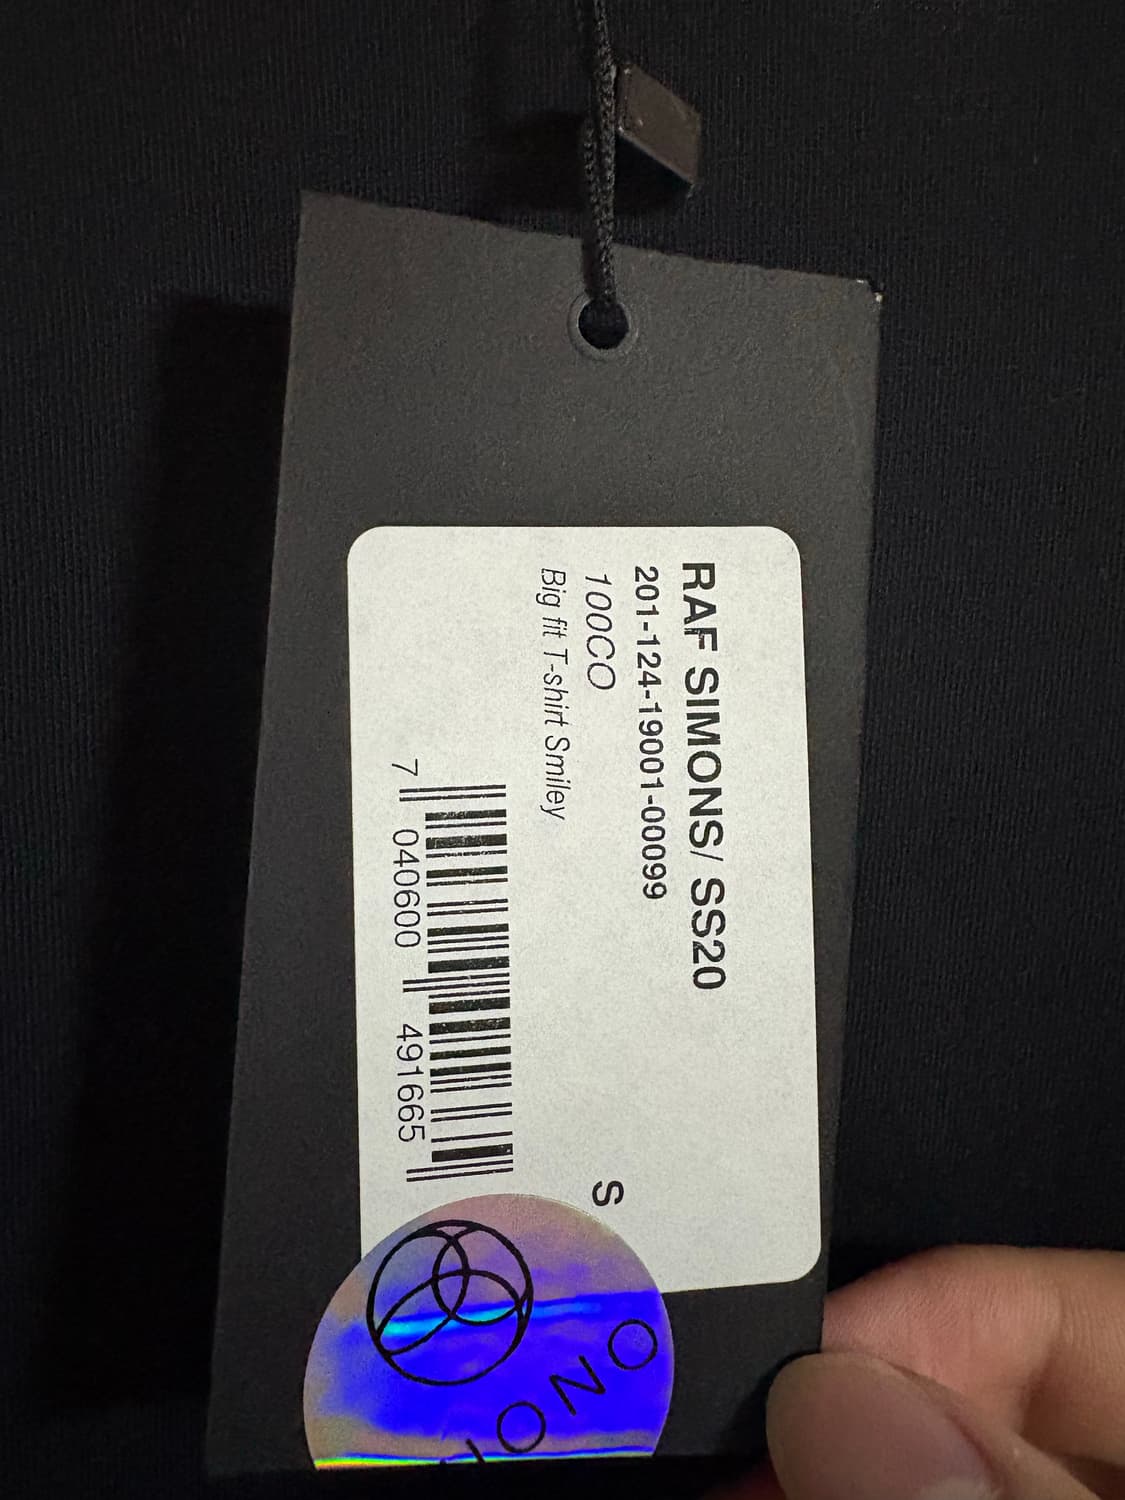 RAF SIMONS/ SS20
201-124-19001-00099
100CO S
Big fit T-shirt Smiley
7 040600 491665